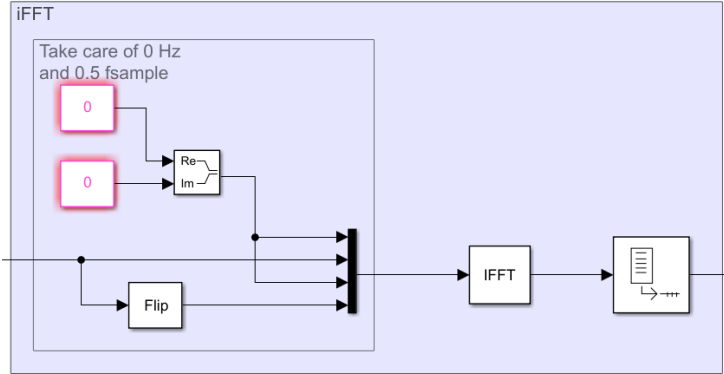 iFFT
Take care of 0 Hz
and 0.5 fsample
0
0
Re
Im
Flip
IFFT